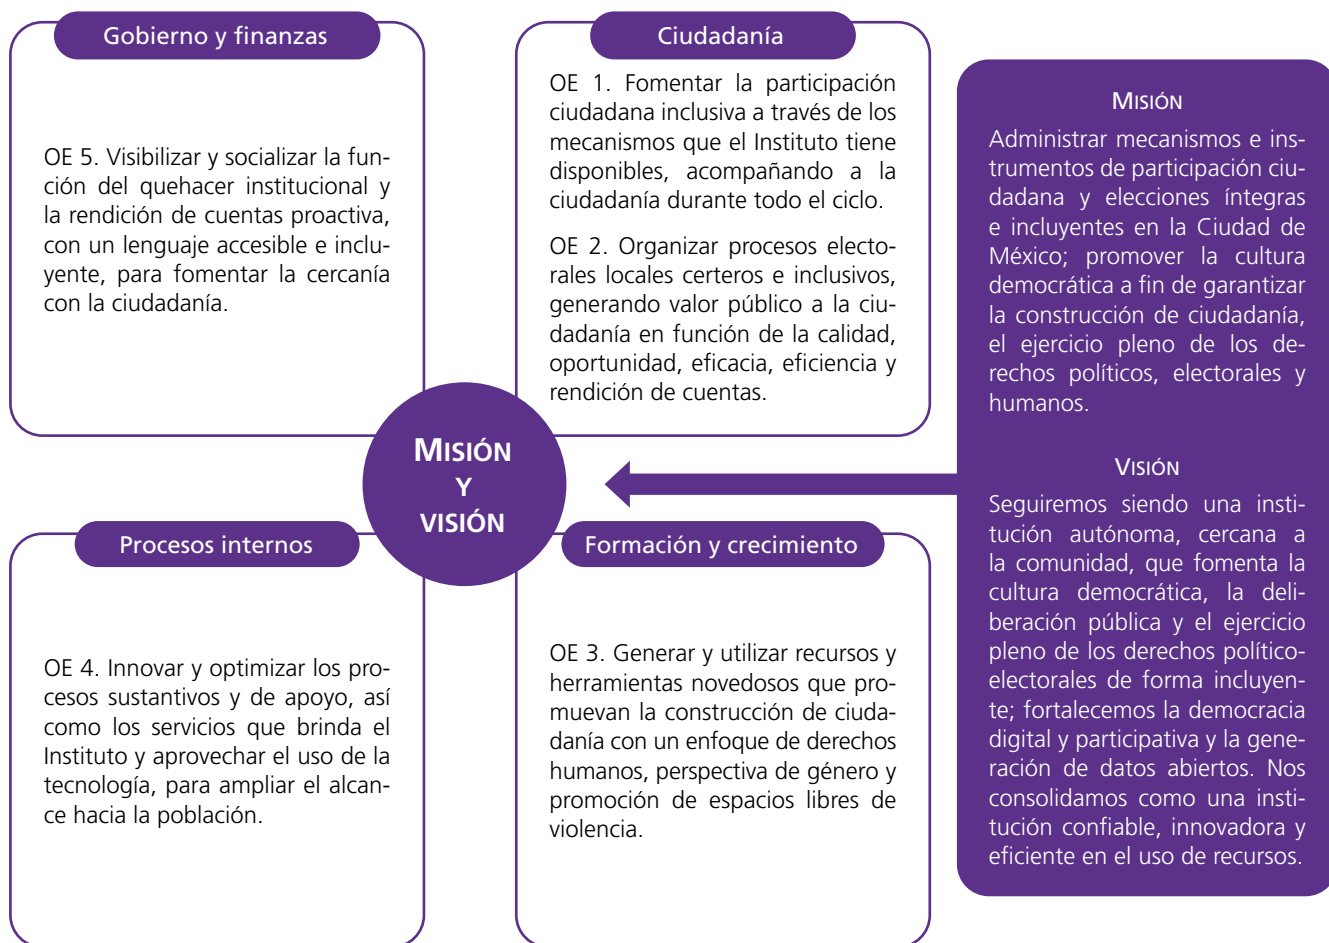 Gobierno y finanzas
OE 5. Visibilizar y socializar la fun-
ción del quehacer institucional y
la rendición de cuentas proactiva,
con un lenguaje accesible e inclu-
yente, para fomentar la cercanía
con la ciudadanía.
Ciudadanía
OE 1. Fomentar la participación
ciudadana inclusiva a través de los
mecanismos que el Instituto tiene
disponibles, acompañando a la
ciudadanía durante todo el ciclo.
OE 2. Organizar procesos electo-
rales locales certeros e inclusivos,
generando valor público a la ciu-
dadanía en función de la calidad,
oportunidad, eficacia, eficiencia y
rendición de cuentas.
MISIÓN
Y
VISIÓN
Procesos internos
OE 4. Innovar y optimizar los pro-
cesos sustantivos y de apoyo, así
como los servicios que brinda el
Instituto y aprovechar el uso de la
tecnología, para ampliar el alcan-
ce hacia la población.
Formación y crecimiento
OE 3. Generar y utilizar recursos y
herramientas novedosos que pro-
muevan la construcción de ciuda-
danía con un enfoque de derechos
humanos, perspectiva de género y
promoción de espacios libres de
violencia.
MISIÓN
Administrar mecanismos e ins-
trumentos de participación ciu-
dadana y elecciones íntegras
e incluyentes en la Ciudad de
México; promover la cultura
democrática a fin de garantizar
la construcción de ciudadanía,
el ejercicio pleno de los de-
rechos políticos, electorales y
humanos.
VISIÓN
Seguiremos siendo una insti-
tución autónoma, cercana a
la comunidad, que fomenta la
cultura democrática, la deli-
beración pública y el ejercicio
pleno de los derechos político-
electorales de forma incluyen-
te; fortalecemos la democracia
digital y participativa y la gene-
ración de datos abiertos. Nos
consolidamos como una insti-
tución confiable, innovadora y
eficiente en el uso de recursos.